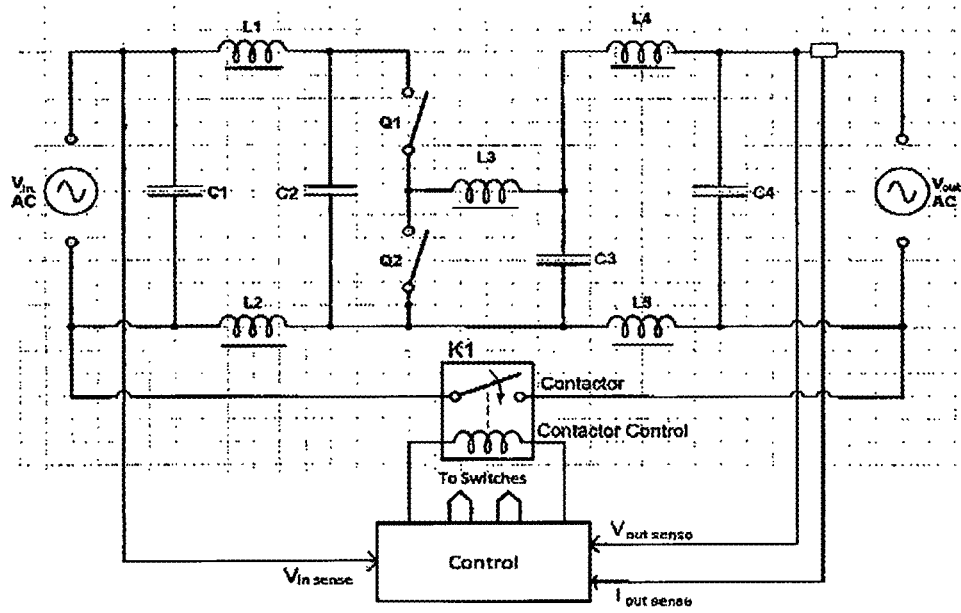 L1
L4
Q1
L3
Vin
AC
C1
C2
C4
Vout
AC
Q2
C3
L2
L5
K1
Contactor
Contactor Control
To Switches
Control
Vout sense
Vin sense
Iout sense